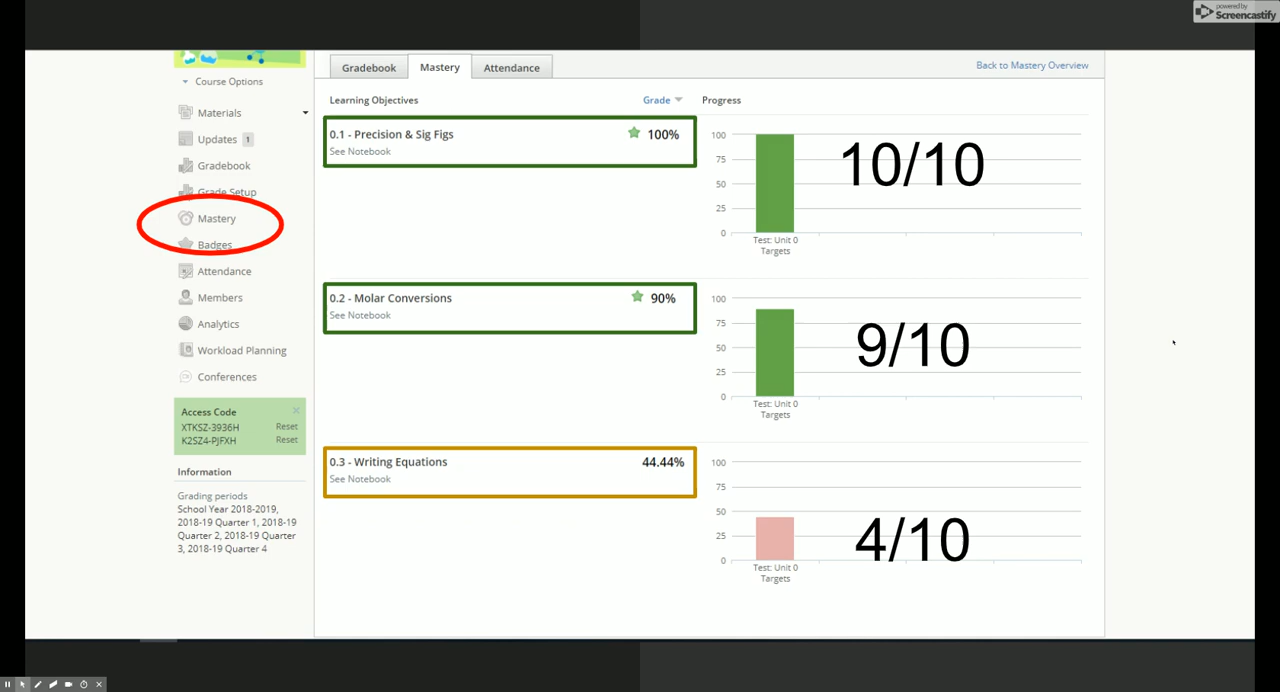 powered by
Screencastify
Course Options
Materials
Updates 1
Gradebook
Grade Setup
Mastery
Badges
Attendance
Members
Analytics
Workload Planning
Conferences
Access Code
XTKSZ-3936H Reset
K2SZ4-PJFXH Reset
Information
Grading periods
School Year 2018-2019,
2018-19 Quarter 1, 2018-19
Quarter 2, 2018-19 Quarter
3, 2018-19 Quarter 4
Gradebook Mastery Attendance
Back to Mastery Overview
Learning Objectives Grade Progress
0.1 - Precision & Sig Figs 100%
See Notebook
100
75
50
25
0
10/10
Test: Unit 0
Targets
0.2 - Molar Conversions 90%
See Notebook
100
75
50
25
0
9/10
Test: Unit 0
Targets
0.3 - Writing Equations 44.44%
See Notebook
100
75
50
25
0
4/10
Test: Unit 0
Targets